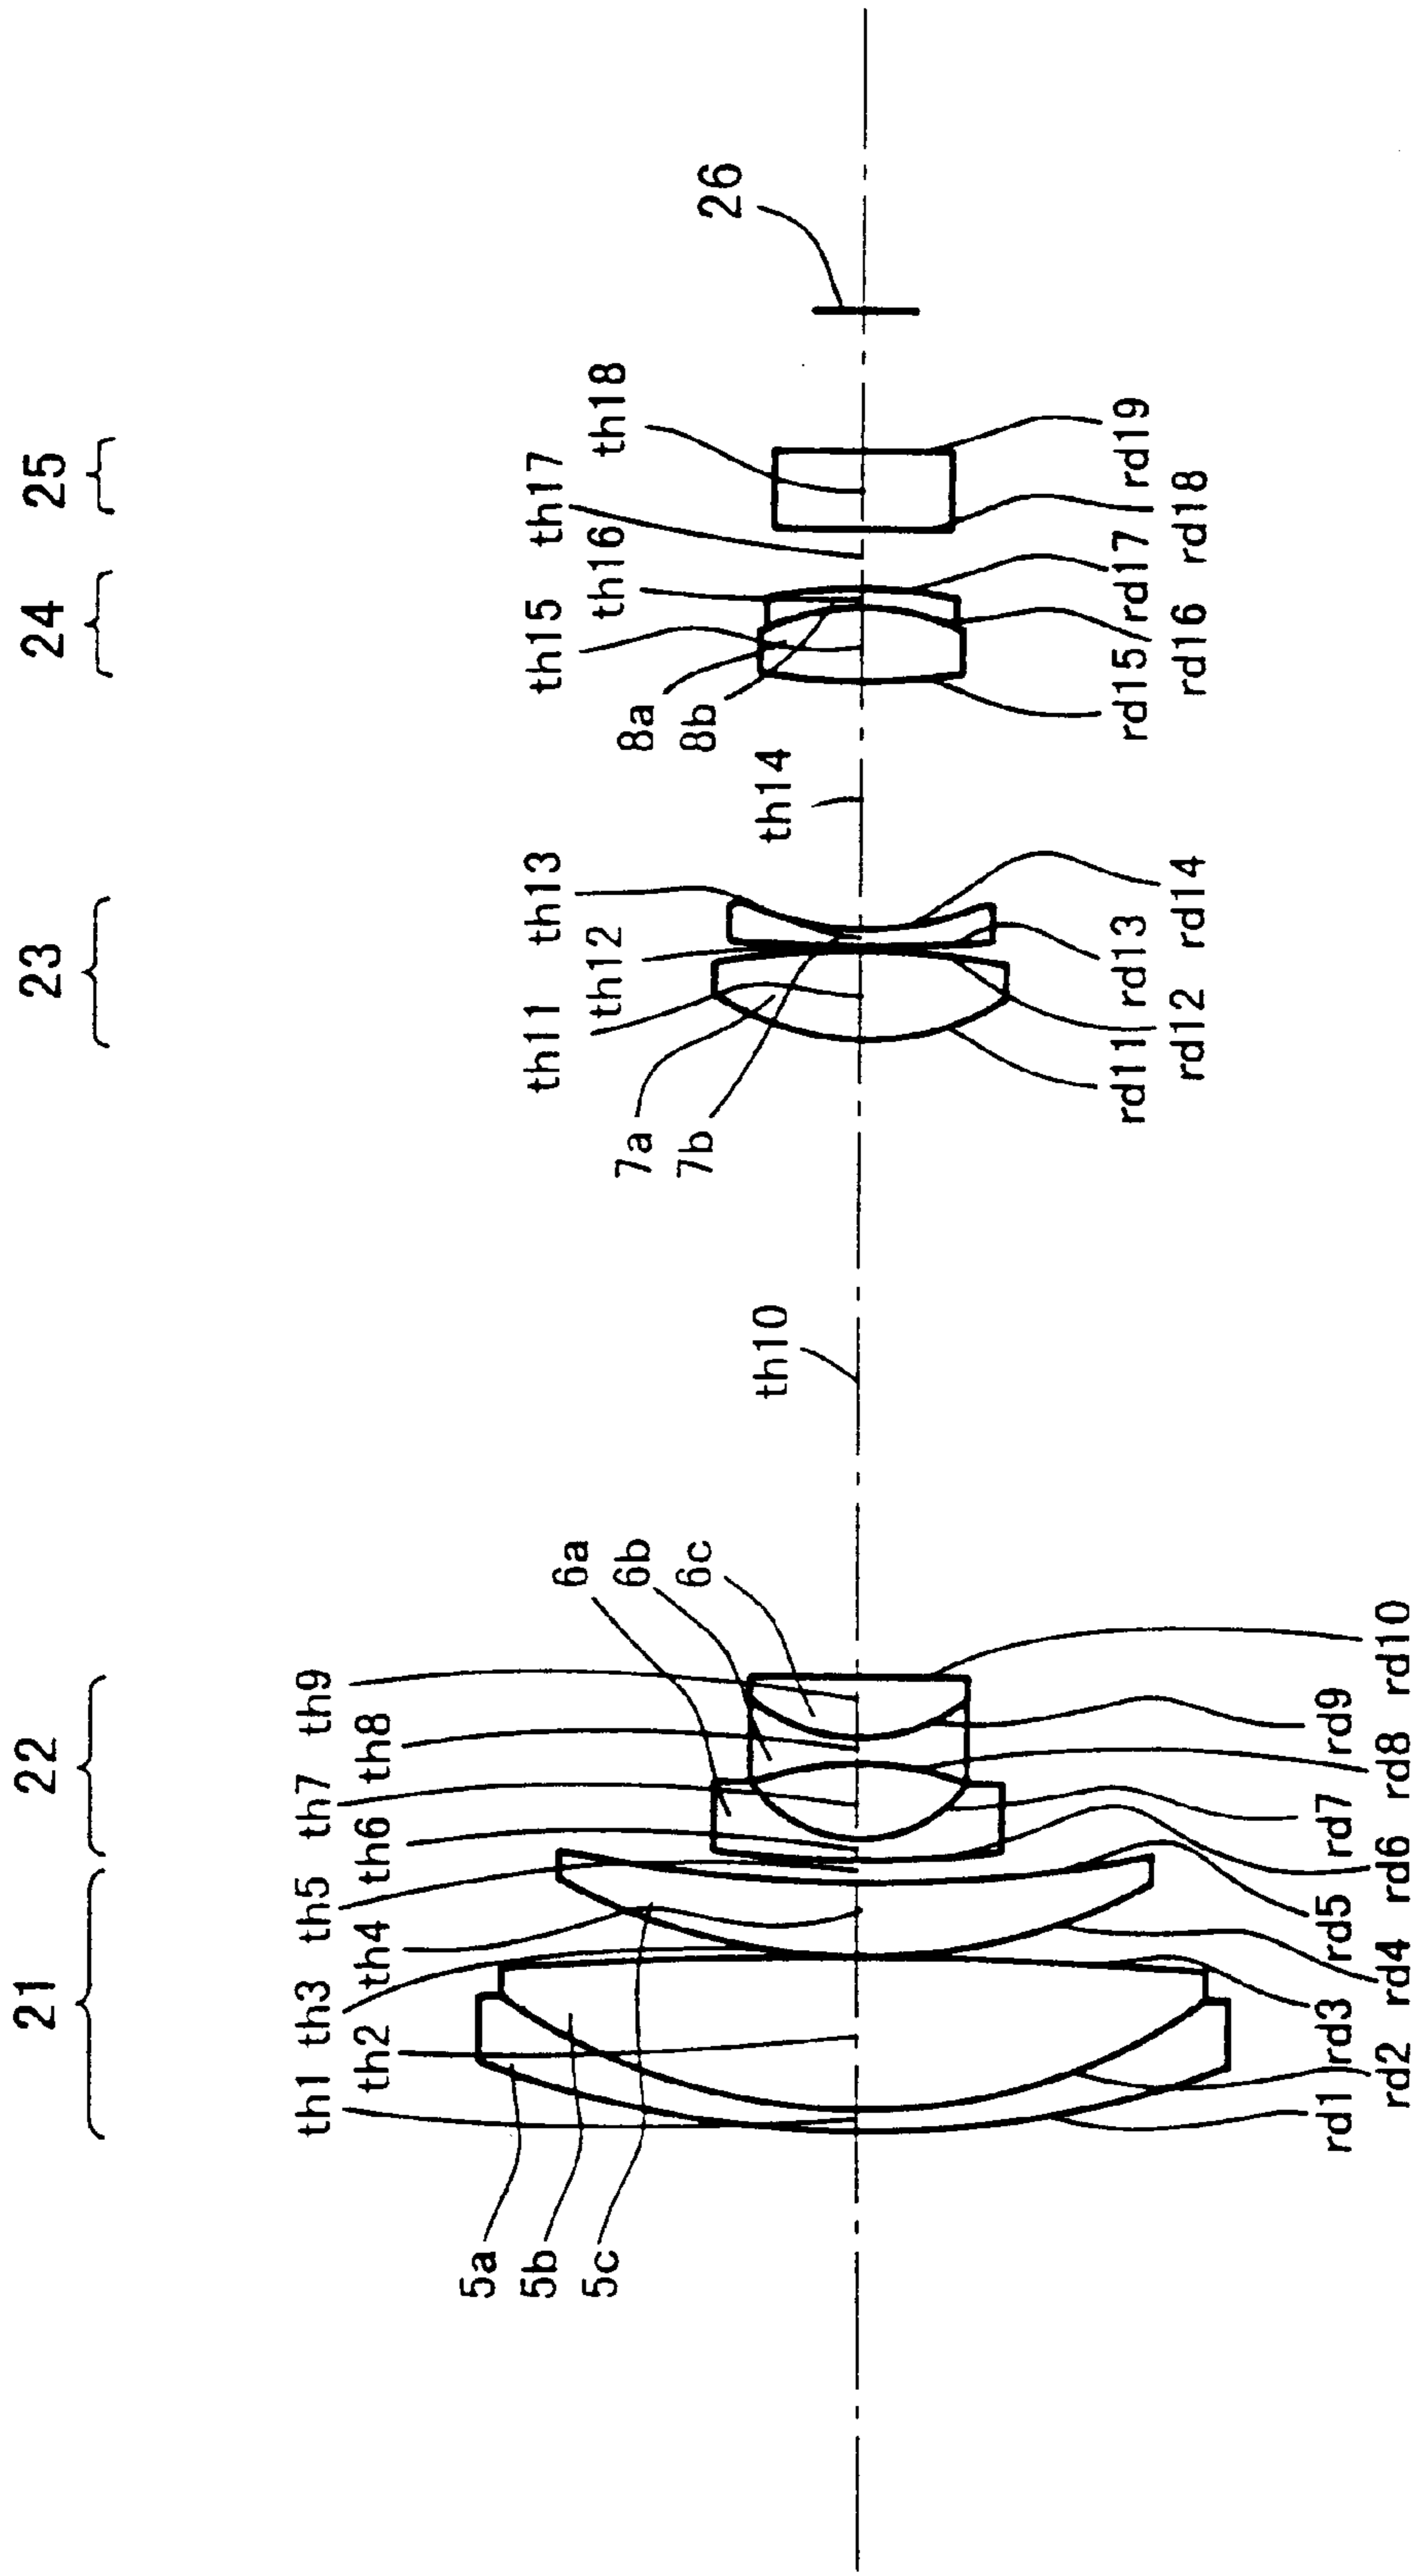 21
22
23
24
25
th1
th2
th3
th4
th5
th6
th7
th8
th9
th10
th11
th12
th13
th14
th15
th16
th17
th18
5a
5b
5c
6a
6b
6c
7a
7b
8a
8b
26
rd1
rd2
rd3
rd4
rd5
rd6
rd7
rd8
rd9
rd10
rd11
rd12
rd13
rd14
rd15
rd16
rd17
rd18
rd19